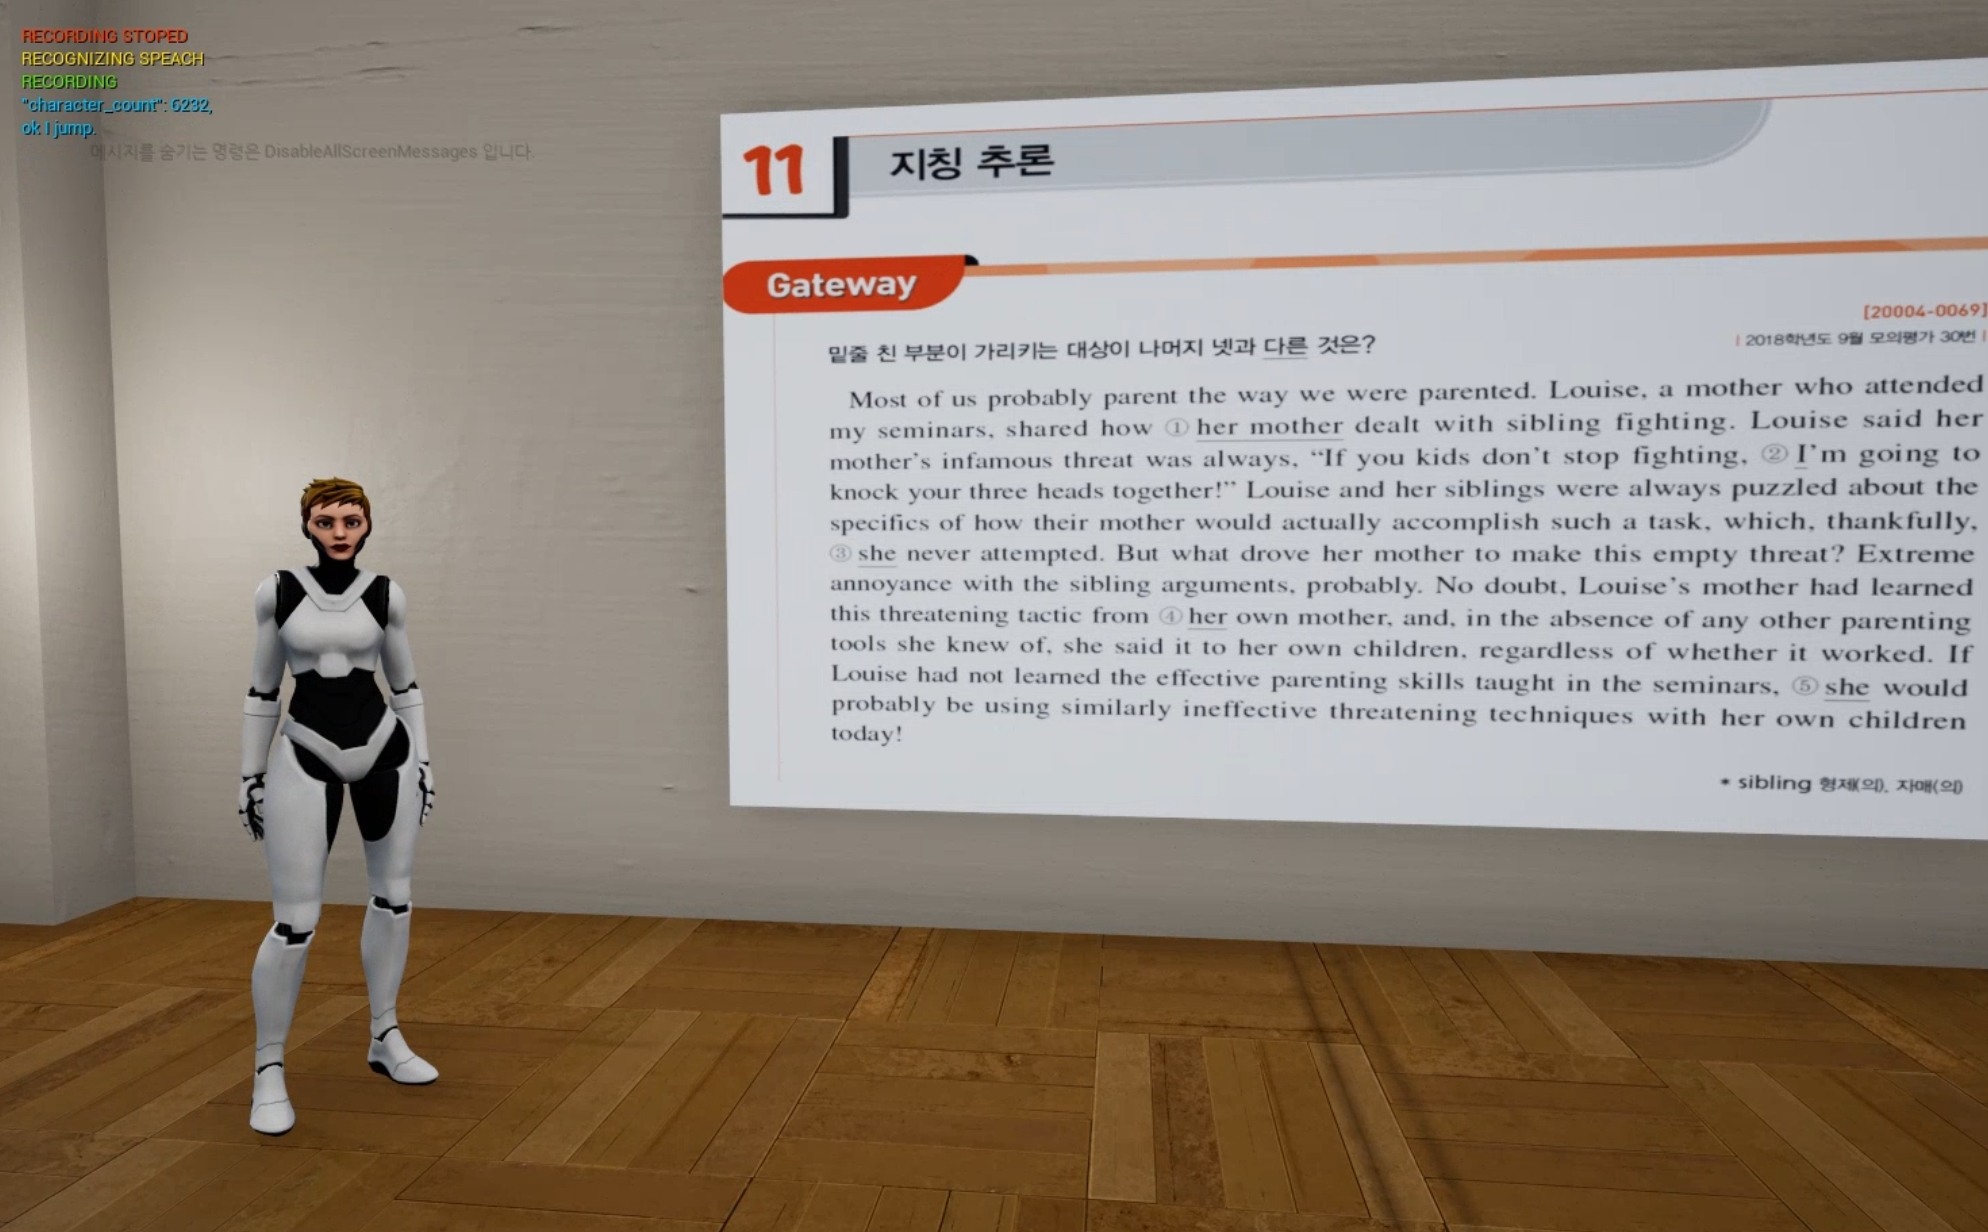 RECORDING STOPED
RECOGNIZING SPEACH
RECORDING
"character_count": 6232,
ok I jump.
메시지를 숨기는 명령은 DisableAllScreenMessages 입니다.
11 지칭 추론
Gateway
[20004-0069]
밑줄 친 부분이 가리키는 대상이 나머지 넷과 다른 것은?
| 2018학년도 9월 모의평가 30번 |
Most of us probably parent the way we were parented. Louise, a mother who attended
my seminars, shared how ① her mother dealt with sibling fighting. Louise said her
mother's infamous threat was always, “If you kids don't stop fighting, ② I'm going to
knock your three heads together!” Louise and her siblings were always puzzled about the
specifics of how their mother would actually accomplish such a task, which, thankfully,
③ she never attempted. But what drove her mother to make this empty threat? Extreme
annoyance with the sibling arguments, probably. No doubt, Louise's mother had learned
this threatening tactic from ④ her own mother, and, in the absence of any other parenting
tools she knew of, she said it to her own children, regardless of whether it worked. If
Louise had not learned the effective parenting skills taught in the seminars, ⑤ she would
probably be using similarly ineffective threatening techniques with her own children
today!
* sibling 형제(의), 자매(의)